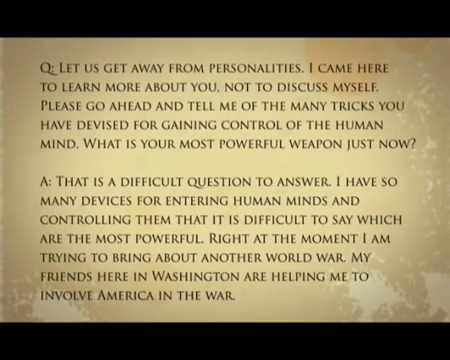 Q: LET US GET AWAY FROM PERSONALITIES. I CAME HERE
TO LEARN MORE ABOUT YOU, NOT TO DISCUSS MYSELF.
PLEASE GO AHEAD AND TELL ME OF THE MANY TRICKS YOU
HAVE DEVISED FOR GAINING CONTROL OF THE HUMAN
MIND. WHAT IS YOUR MOST POWERFUL WEAPON JUST NOW?
A: THAT IS A DIFFICULT QUESTION TO ANSWER. I HAVE SO
MANY DEVICES FOR ENTERING HUMAN MINDS AND
CONTROLLING THEM THAT IT IS DIFFICULT TO SAY WHICH
ARE THE MOST POWERFUL. RIGHT AT THE MOMENT I AM
TRYING TO BRING ABOUT ANOTHER WORLD WAR. MY
FRIENDS HERE IN WASHINGTON ARE HELPING ME TO
INVOLVE AMERICA IN THE WAR.